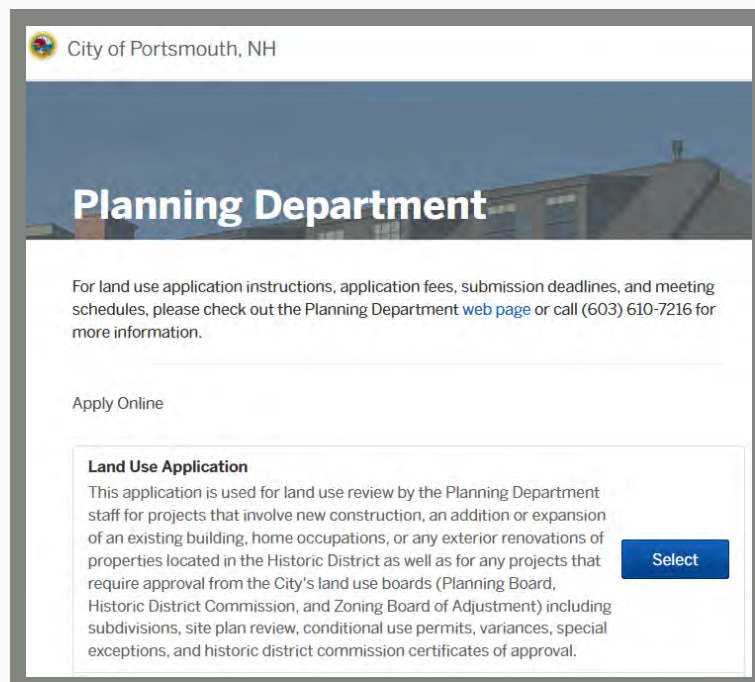 City of Portsmouth, NH
Planning Department
For land use application instructions, application fees, submission deadlines, and meeting
schedules, please check out the Planning Department web page or call (603) 610-7216 for
more information.
Apply Online
Land Use Application
This application is used for land use review by the Planning Department
staff for projects that involve new construction, an addition or expansion
of an existing building, home occupations, or any exterior renovations of
properties located in the Historic District as well as for any projects that
require approval from the City's land use boards (Planning Board,
Historic District Commission, and Zoning Board of Adjustment) including
subdivisions, site plan review, conditional use permits, variances, special
exceptions, and historic district commission certificates of approval.
Select